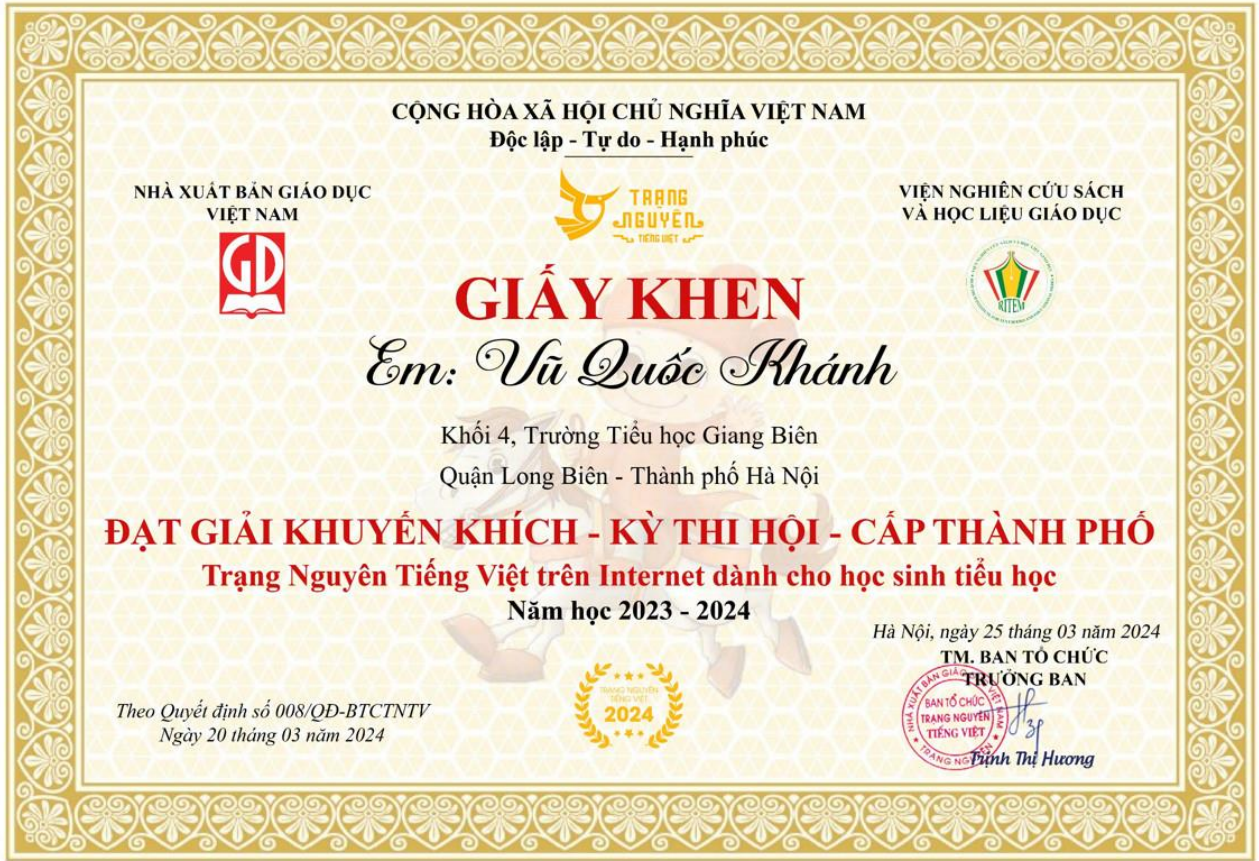 CỘNG HÒA XÃ HỘI CHỦ NGHĨA VIỆT NAM
Độc lập - Tự do - Hạnh phúc
NHÀ XUẤT BẢN GIÁO DỤC
VIỆT NAM
GD
TRẠNG
NGUYÊN
TIẾNG VIỆT
VIỆN NGHIÊN CỨU SÁCH
VÀ HỌC LIỆU GIÁO DỤC
RITEM
GIẤY KHEN
Em: Vũ Quốc Khánh
Khối 4, Trường Tiểu học Giang Biên
Quận Long Biên - Thành phố Hà Nội
ĐẠT GIẢI KHUYẾN KHÍCH - KỲ THI HỘI - CẤP THÀNH PHỐ
Trạng Nguyên Tiếng Việt trên Internet dành cho học sinh tiểu học
Năm học 2023 - 2024
Hà Nội, ngày 25 tháng 03 năm 2024
TM. BAN TỔ CHỨC
TRƯỞNG BAN
BAN TỔ CHỨC
TRẠNG NGUYÊN
TIẾNG VIỆT
Trịnh Thị Hương
TRẠNG NGUYÊN
TIẾNG VIỆT
2024
Theo Quyết định số 008/QĐ-BTCTNTV
Ngày 20 tháng 03 năm 2024